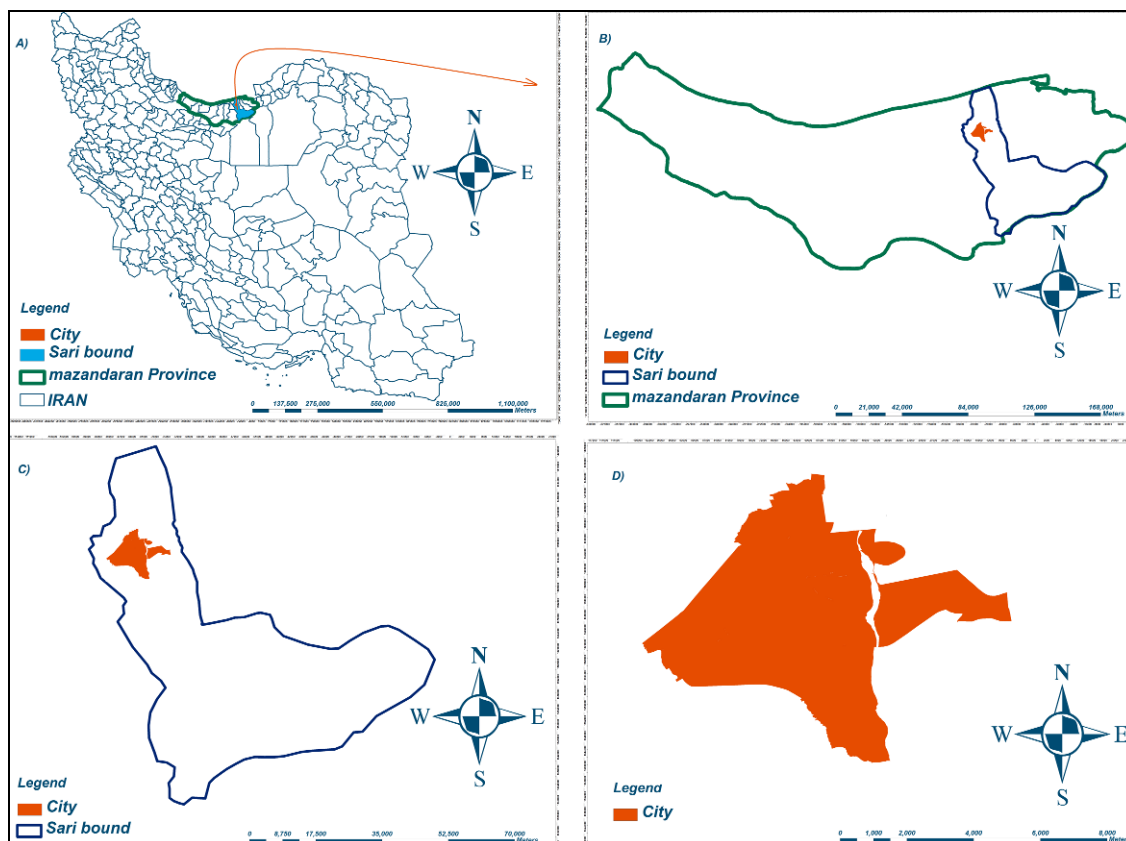 A)
N
W E
S
Legend
City
Sari bound
mazandaran Province
IRAN
0 137,500 275,000 550,000 825,000 1,100,000
Meters
B)
N
W E
S
Legend
City
Sari bound
mazandaran Province
0 21,000 42,000 84,000 126,000 168,000
Meters
C)
N
W E
S
Legend
City
Sari bound
0 8,750 17,500 35,000 52,500 70,000
Meters
D)
N
W E
S
Legend
City
0 1,000 2,000 4,000 6,000 8,000
Meters